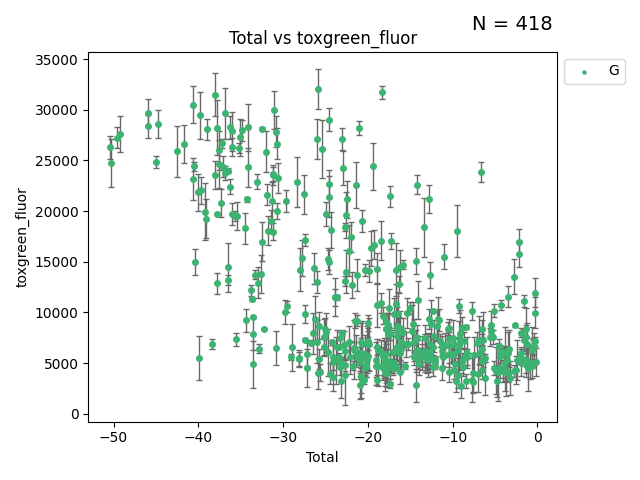 N = 418
Total vs toxgreen_fluor
G
toxgreen_fluor
35000
30000
25000
20000
15000
10000
5000
0
−50 −40 −30 −20 −10 0
Total